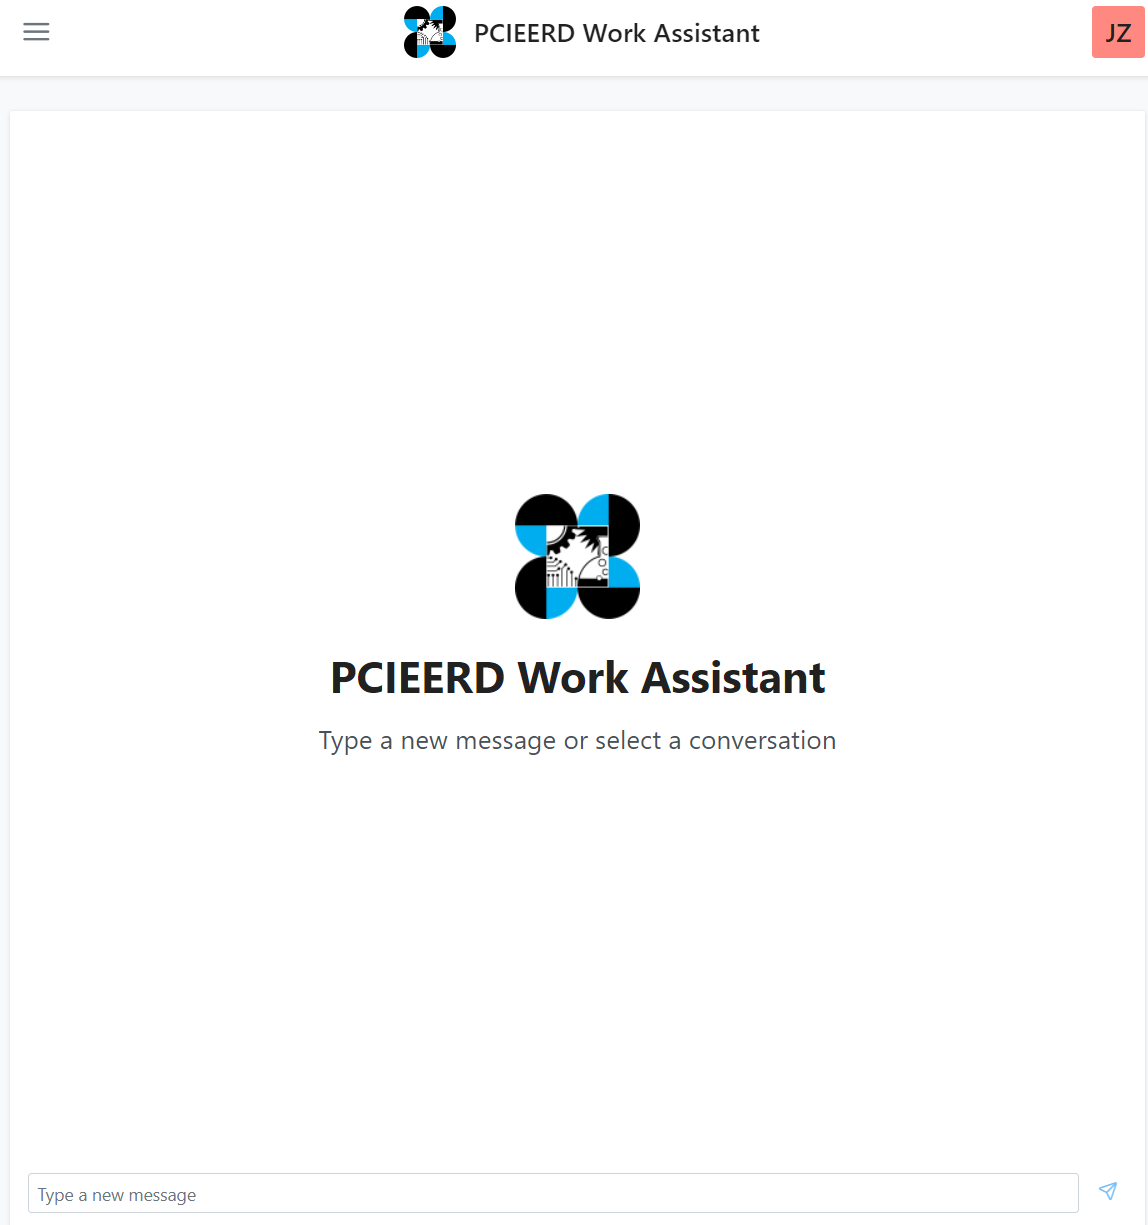 PCIEERD Work Assistant
JZ
PCIEERD Work Assistant
Type a new message or select a conversation
Type a new message